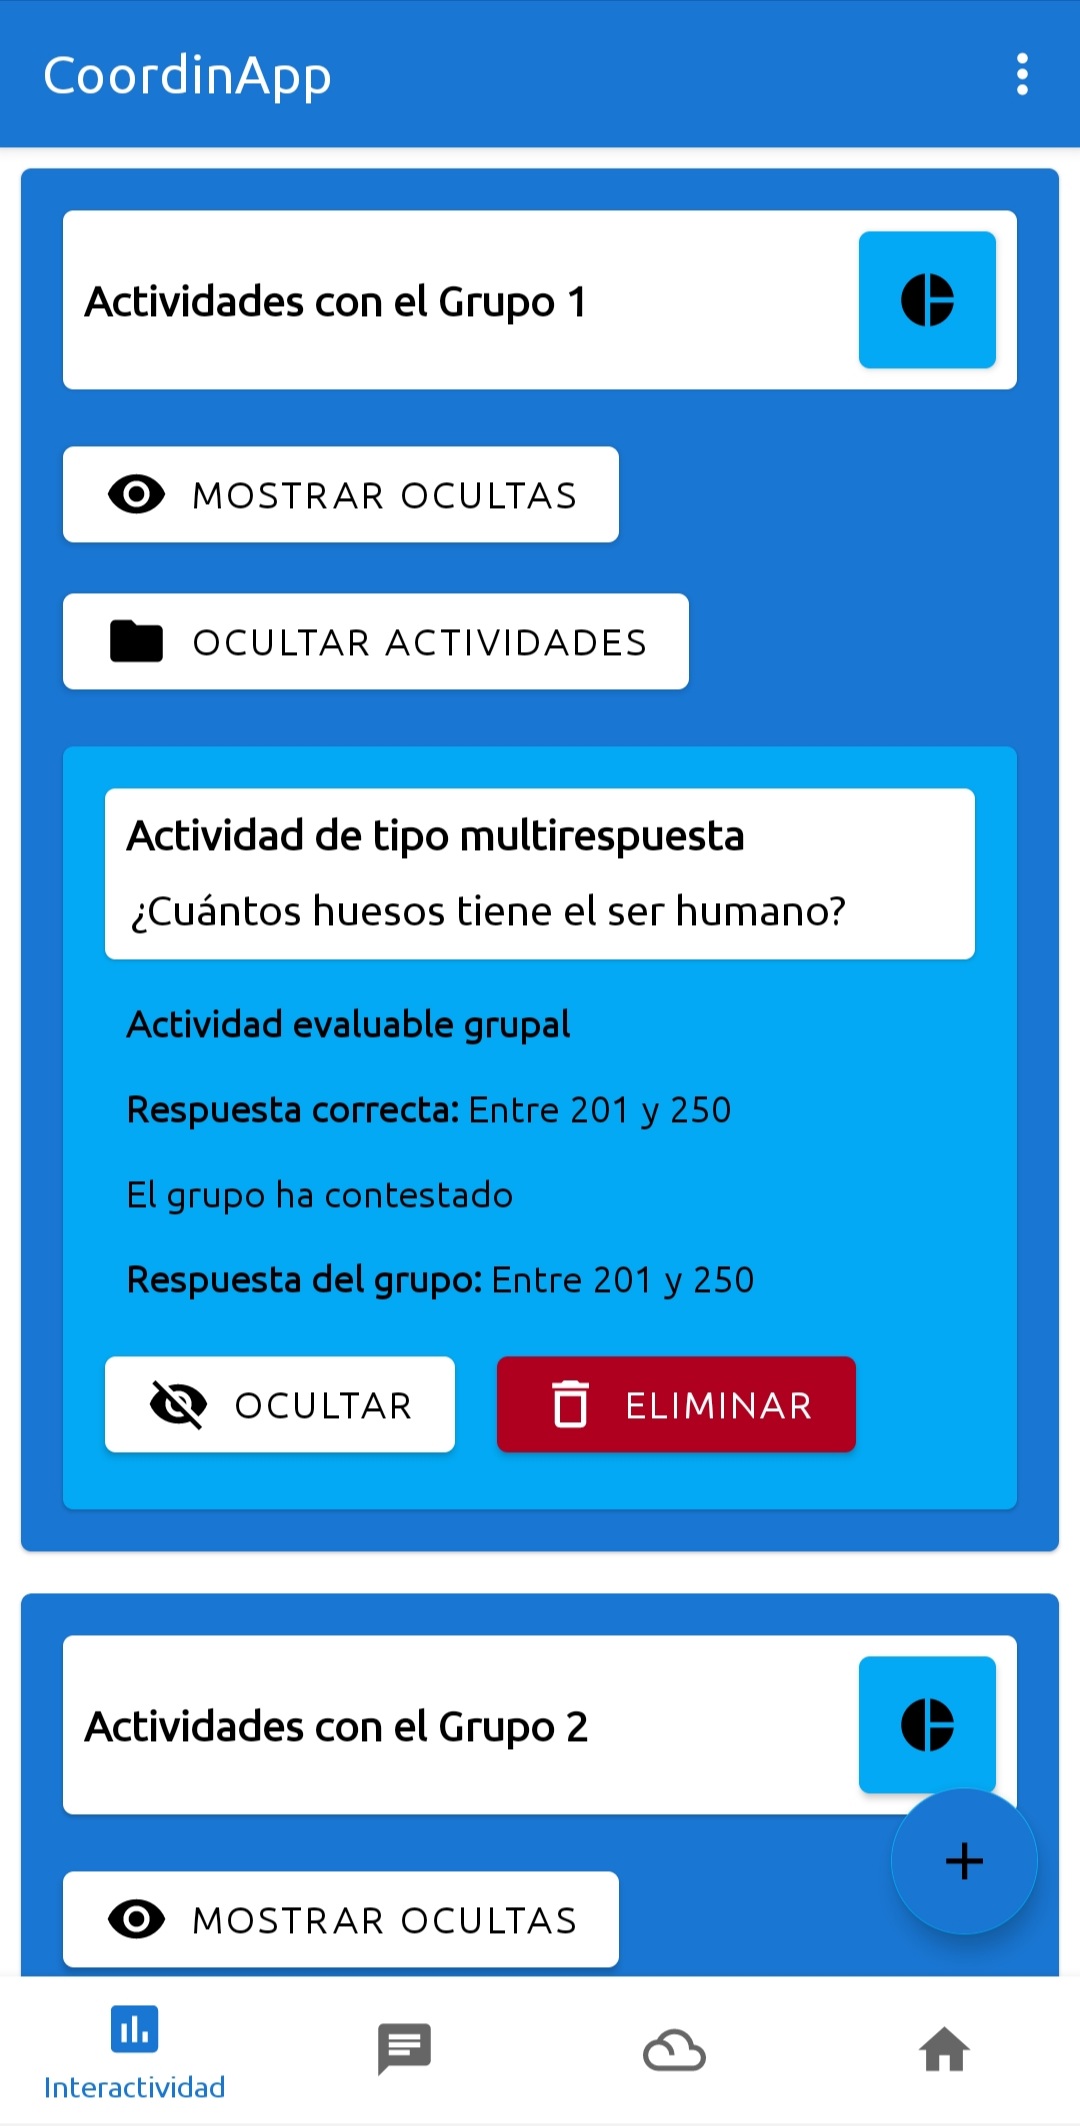 CoordinApp
Actividades con el Grupo 1
MOSTRAR OCULTAS
OCULTAR ACTIVIDADES
Actividad de tipo multirespuesta
¿Cuántos huesos tiene el ser humano?
Actividad evaluable grupal
Respuesta correcta: Entre 201 y 250
El grupo ha contestado
Respuesta del grupo: Entre 201 y 250
OCULTAR
ELIMINAR
Actividades con el Grupo 2
MOSTRAR OCULTAS
Interactividad